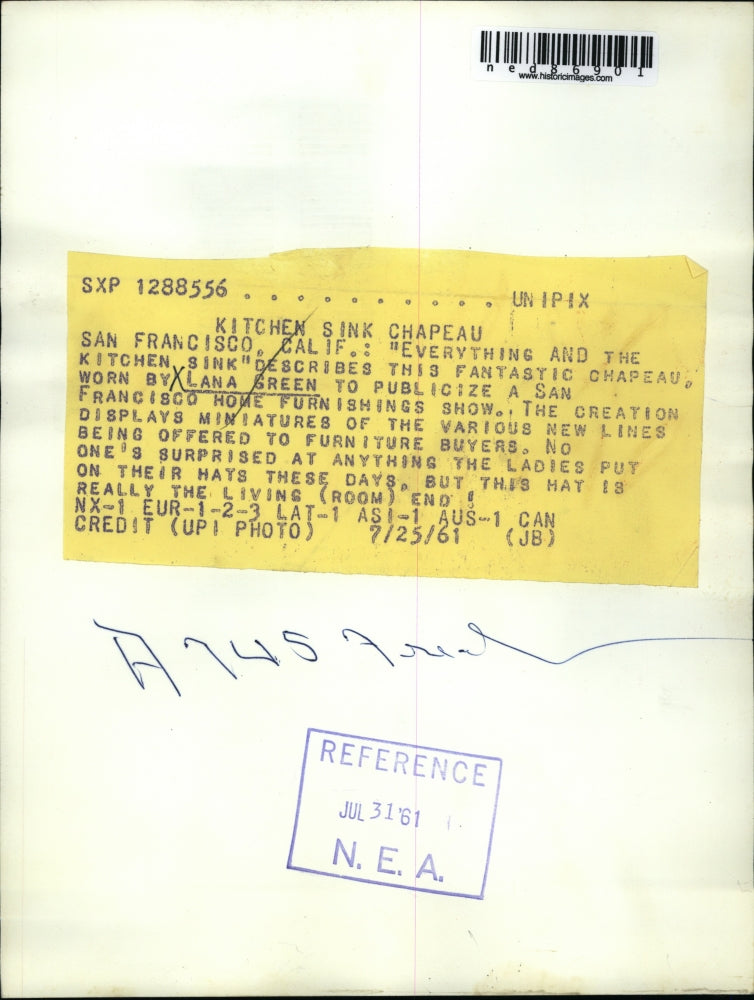 ned86901
www.historicimages.com
SXP 1288556 . . . . . . . . . . . UNIPIX
KITCHEN SINK CHAPEAU
SAN FRANCISCO, CALIF.: "EVERYTHING AND THE
KITCHEN SINK" DESCRIBES THIS FANTASTIC CHAPEAU,
WORN BY LANA GREEN TO PUBLICIZE A SAN
FRANCISCO HOME FURNISHINGS SHOW. THE CREATION
DISPLAYS MINIATURES OF THE VARIOUS NEW LINES
BEING OFFERED TO FURNITURE BUYERS. NO
ONE'S SURPRISED AT ANYTHING THE LADIES PUT
ON THEIR HATS THESE DAYS, BUT THIS HAT IS
REALLY THE LIVING (ROOM) END !
NX-1 EUR-1-2-3 LAT-1 ASI-1 AUS-1 CAN
CREDIT (UPI PHOTO) 7/25/61 (JB)
REFERENCE
JUL 31 '61
N. E. A.